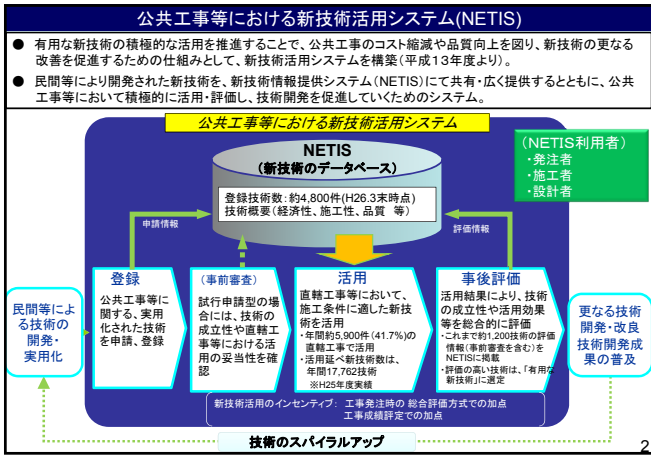 公共工事等における新技術活用システム(NETIS)
● 有用な新技術の積極的な活用を推進することで、公共工事のコスト縮減や品質向上を図り、新技術の更なる
改善を促進するための仕組みとして、新技術活用システムを構築(平成13年度より)。
● 民間等により開発された新技術を、新技術情報提供システム(NETIS)にて共有・広く提供するとともに、公共
工事等において積極的に活用・評価し、技術開発を促進していくためのシステム。
公共工事等における新技術活用システム
NETIS
(新技術のデータベース)
登録技術数:約4,800件(H26.3末時点)
技術概要(経済性、施工性、品質 等)
(NETIS利用者)
・発注者
・施工者
・設計者
申請情報
評価情報
民間等によ
る技術の
開発・
実用化
登録
公共工事等に
関する、実用
化された技術
を申請、登録
(事前審査)
試行申請型の場
合には、技術の
成立性や直轄工
事等における活
用の妥当性を確
認
活用
直轄工事等において、
施工条件に適した新技
術を活用
・年間約5,900件(41.7%)の
直轄工事で活用
・活用延べ新技術数は、
年間17,762技術
※H25年度実績
事後評価
活用結果により、技術
の成立性や活用効果
等を総合的に評価
・これまで約1,200技術の評価
情報(事前審査を含む)を
NETISに掲載
・評価の高い技術は、「有用な
新技術」に選定
更なる技術
開発・改良
技術開発成
果の普及
新技術活用のインセンティブ: 工事発注時の 総合評価方式での加点
工事成績評定での加点
技術のスパイラルアップ
2